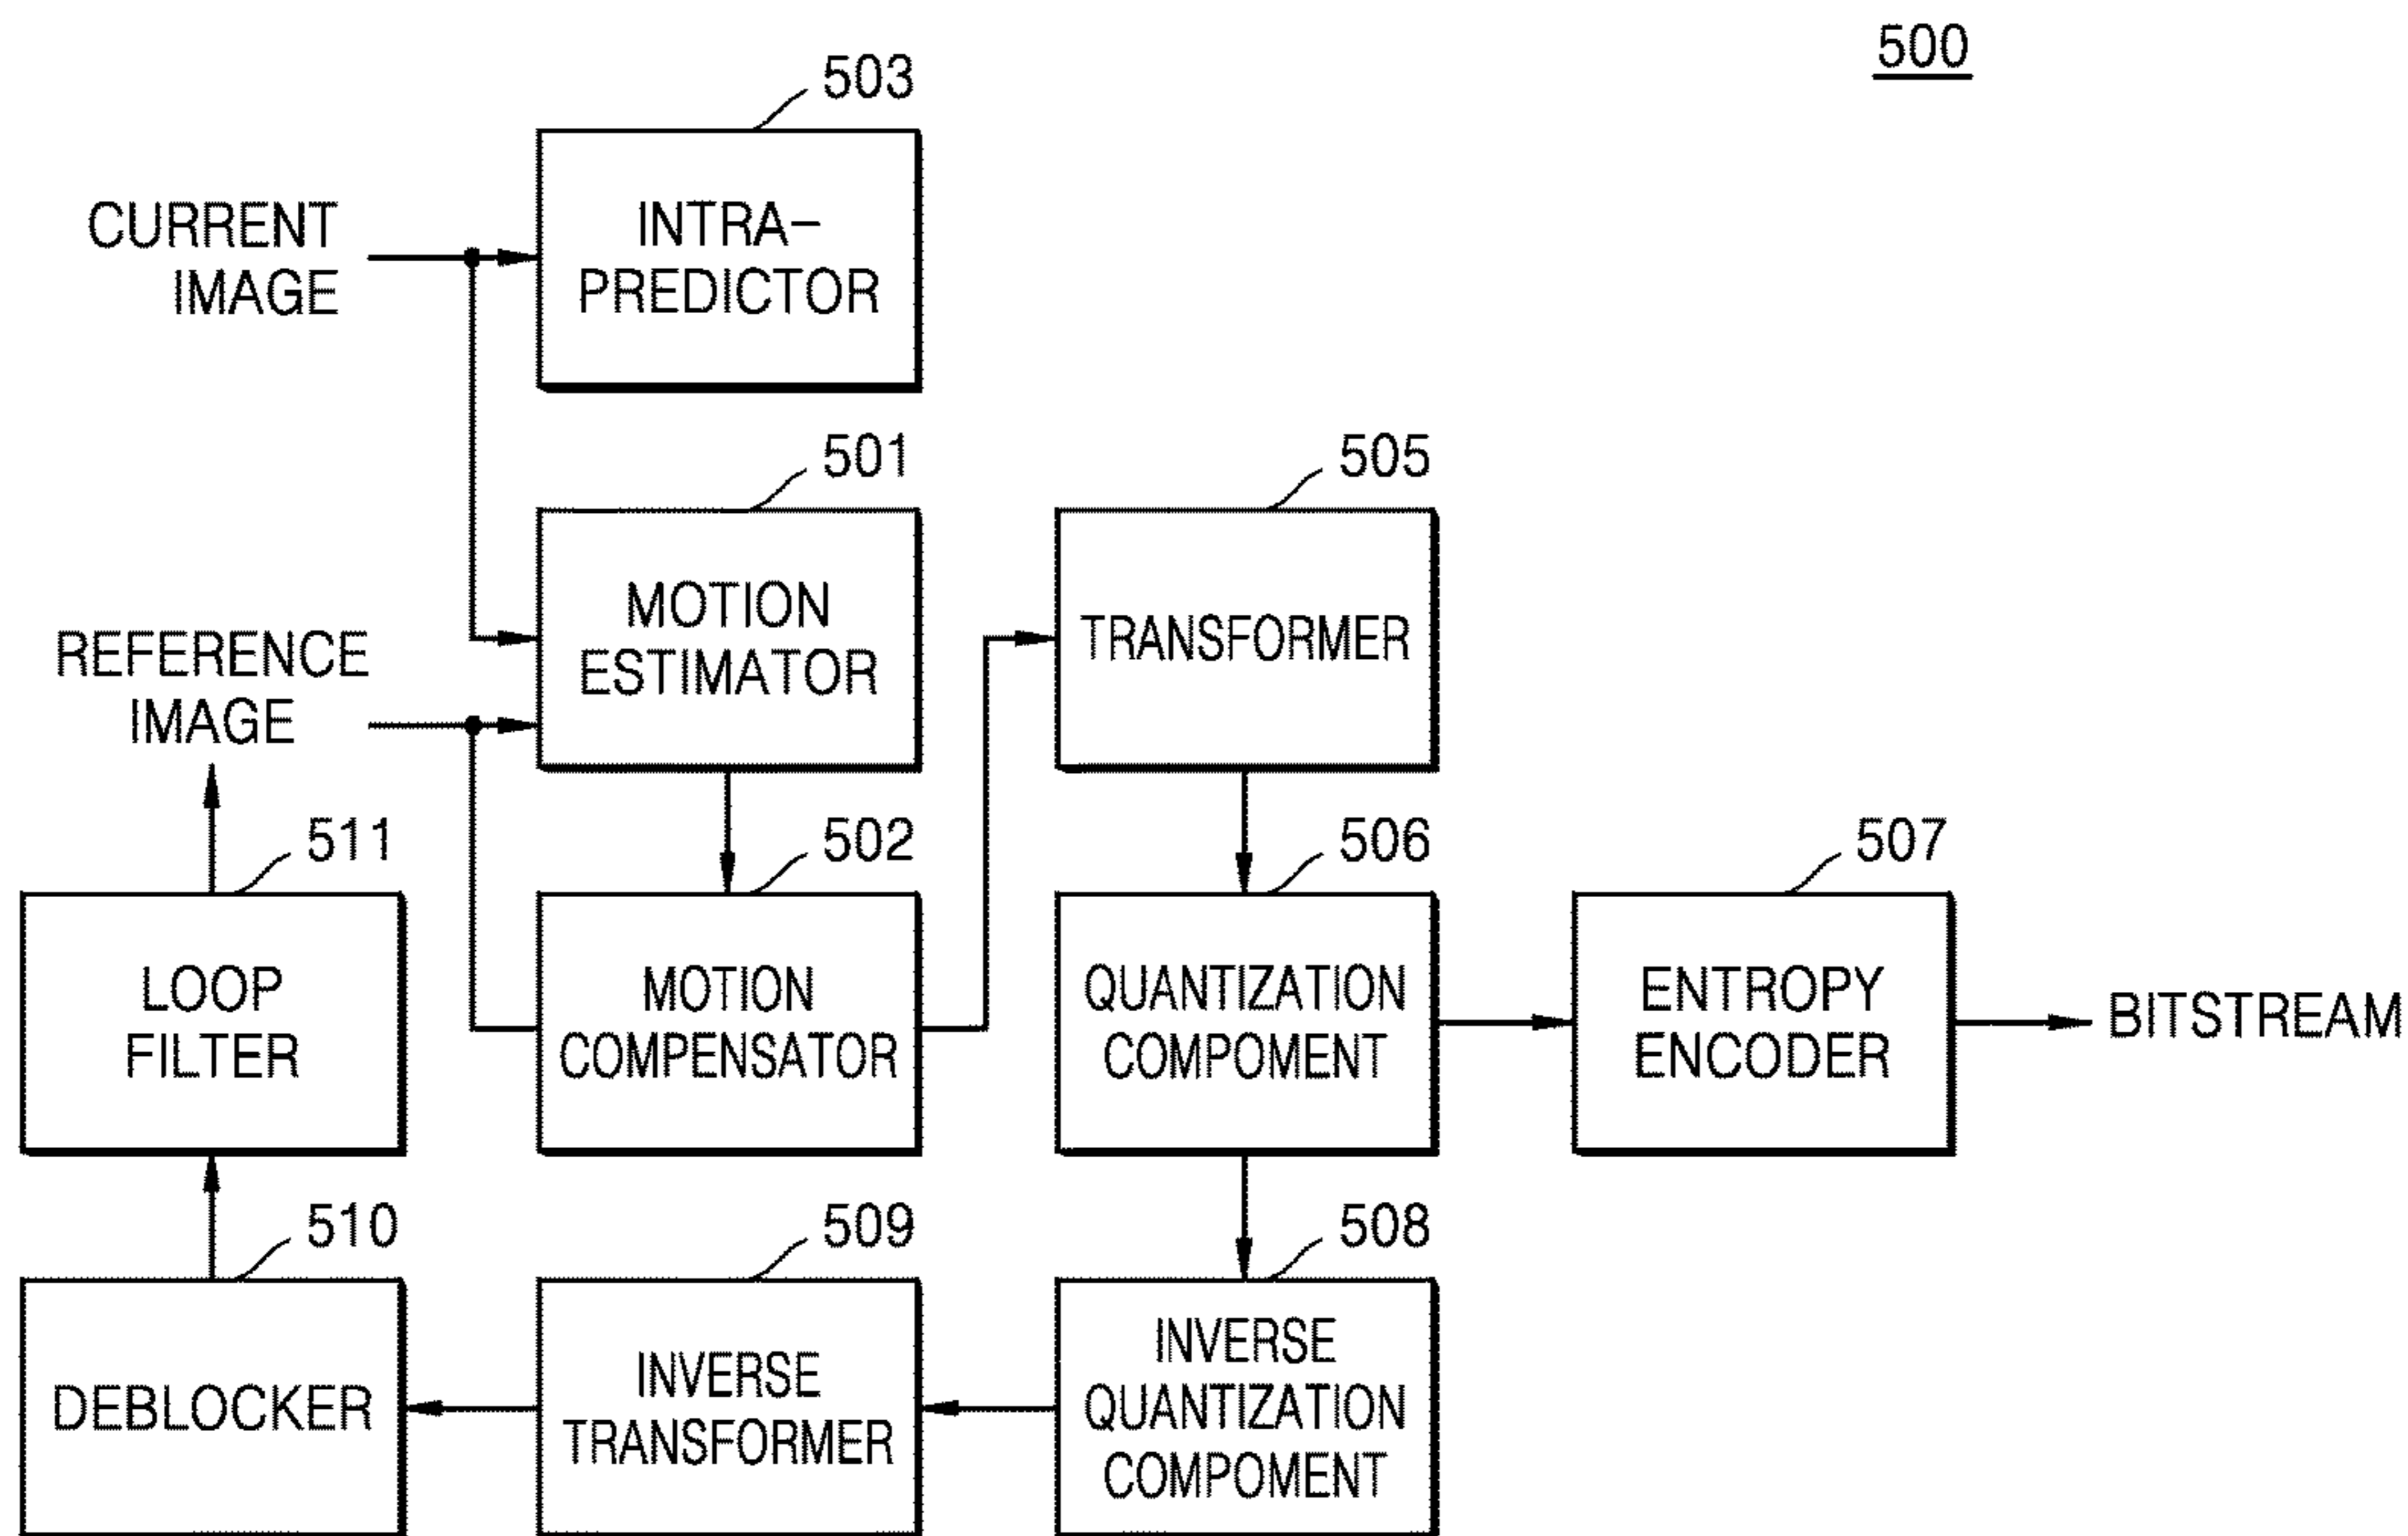 500
503
CURRENT
IMAGE
INTRA-
PREDICTOR
501
505
REFERENCE
IMAGE
MOTION
ESTIMATOR
TRANSFORMER
511
502
506
507
LOOP
FILTER
MOTION
COMPENSATOR
QUANTIZATION
COMPOMENT
ENTROPY
ENCODER
BITSTREAM
510
509
508
DEBLOCKER
INVERSE
TRANSFORMER
INVERSE
QUANTIZATION
COMPOMENT